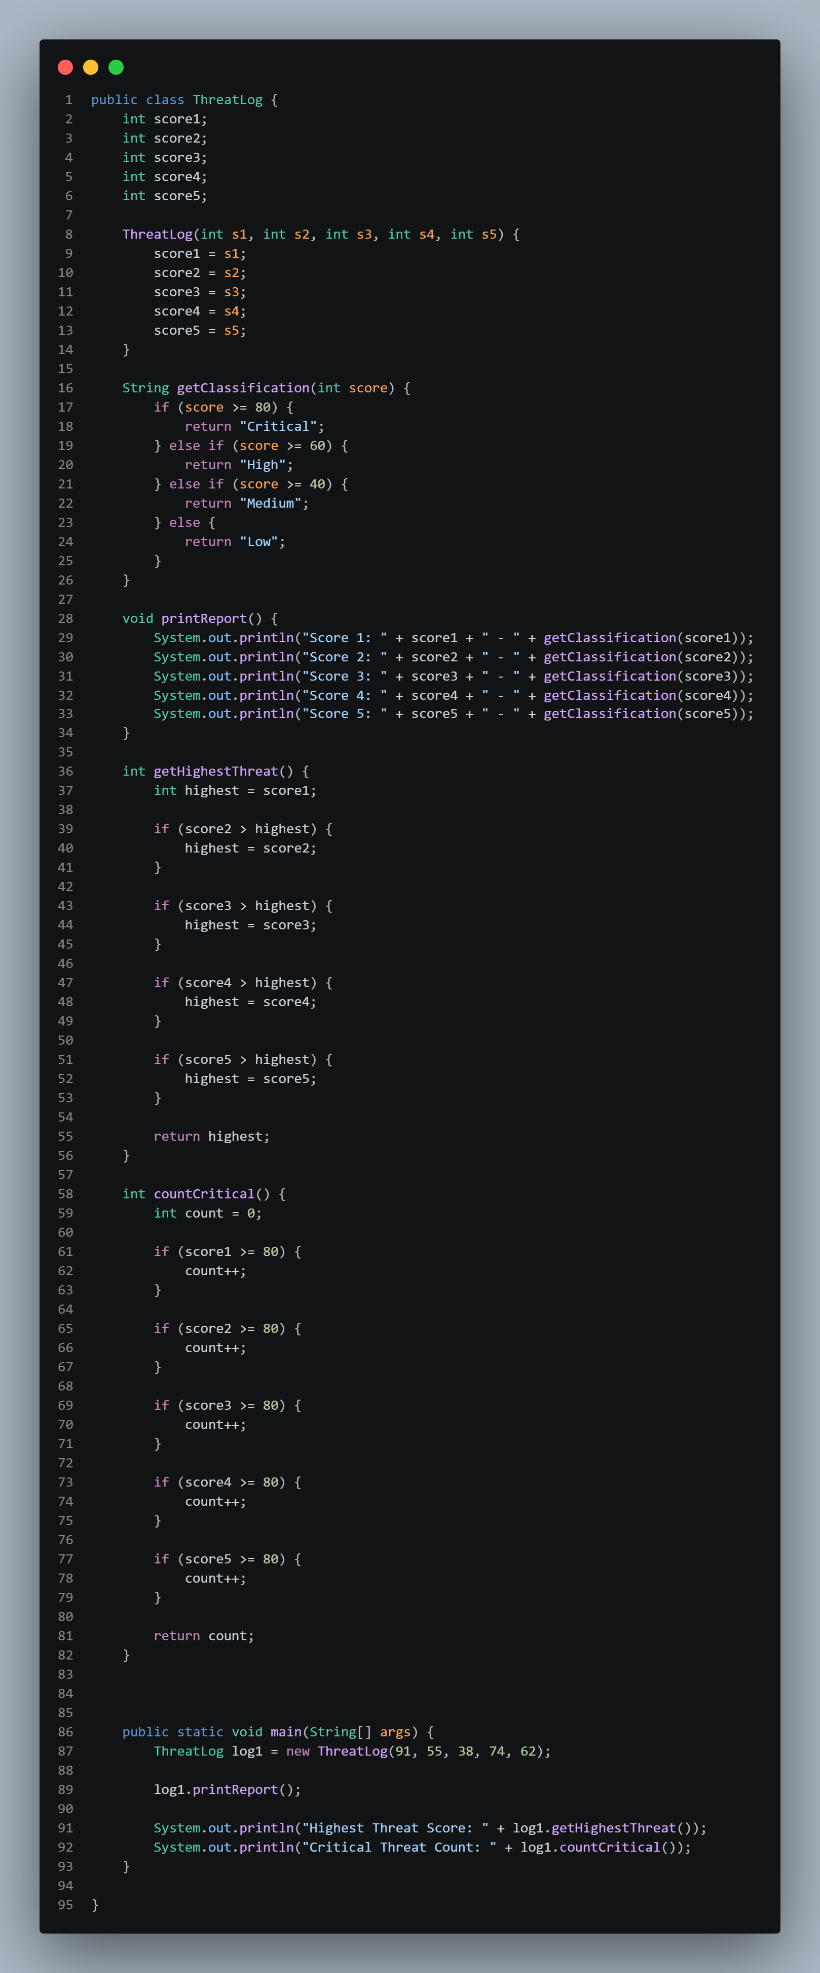 1 public class ThreatLog {
2     int score1;
3     int score2;
4     int score3;
5     int score4;
6     int score5;
7
8     ThreatLog(int s1, int s2, int s3, int s4, int s5) {
9         score1 = s1;
10         score2 = s2;
11         score3 = s3;
12         score4 = s4;
13         score5 = s5;
14     }
15
16     String getClassification(int score) {
17         if (score >= 80) {
18             return "Critical";
19         } else if (score >= 60) {
20             return "High";
21         } else if (score >= 40) {
22             return "Medium";
23         } else {
24             return "Low";
25         }
26     }
27
28     void printReport() {
29         System.out.println("Score 1: " + score1 + " - " + getClassification(score1));
30         System.out.println("Score 2: " + score2 + " - " + getClassification(score2));
31         System.out.println("Score 3: " + score3 + " - " + getClassification(score3));
32         System.out.println("Score 4: " + score4 + " - " + getClassification(score4));
33         System.out.println("Score 5: " + score5 + " - " + getClassification(score5));
34     }
35
36     int getHighestThreat() {
37         int highest = score1;
38
39         if (score2 > highest) {
40             highest = score2;
41         }
42
43         if (score3 > highest) {
44             highest = score3;
45         }
46
47         if (score4 > highest) {
48             highest = score4;
49         }
50
51         if (score5 > highest) {
52             highest = score5;
53         }
54
55         return highest;
56     }
57
58     int countCritical() {
59         int count = 0;
60
61         if (score1 >= 80) {
62             count++;
63         }
64
65         if (score2 >= 80) {
66             count++;
67         }
68
69         if (score3 >= 80) {
70             count++;
71         }
72
73         if (score4 >= 80) {
74             count++;
75         }
76
77         if (score5 >= 80) {
78             count++;
79         }
80
81         return count;
82     }
83
84
85
86     public static void main(String[] args) {
87         ThreatLog log1 = new ThreatLog(91, 55, 38, 74, 62);
88
89         log1.printReport();
90
91         System.out.println("Highest Threat Score: " + log1.getHighestThreat());
92         System.out.println("Critical Threat Count: " + log1.countCritical());
93     }
94
95 }